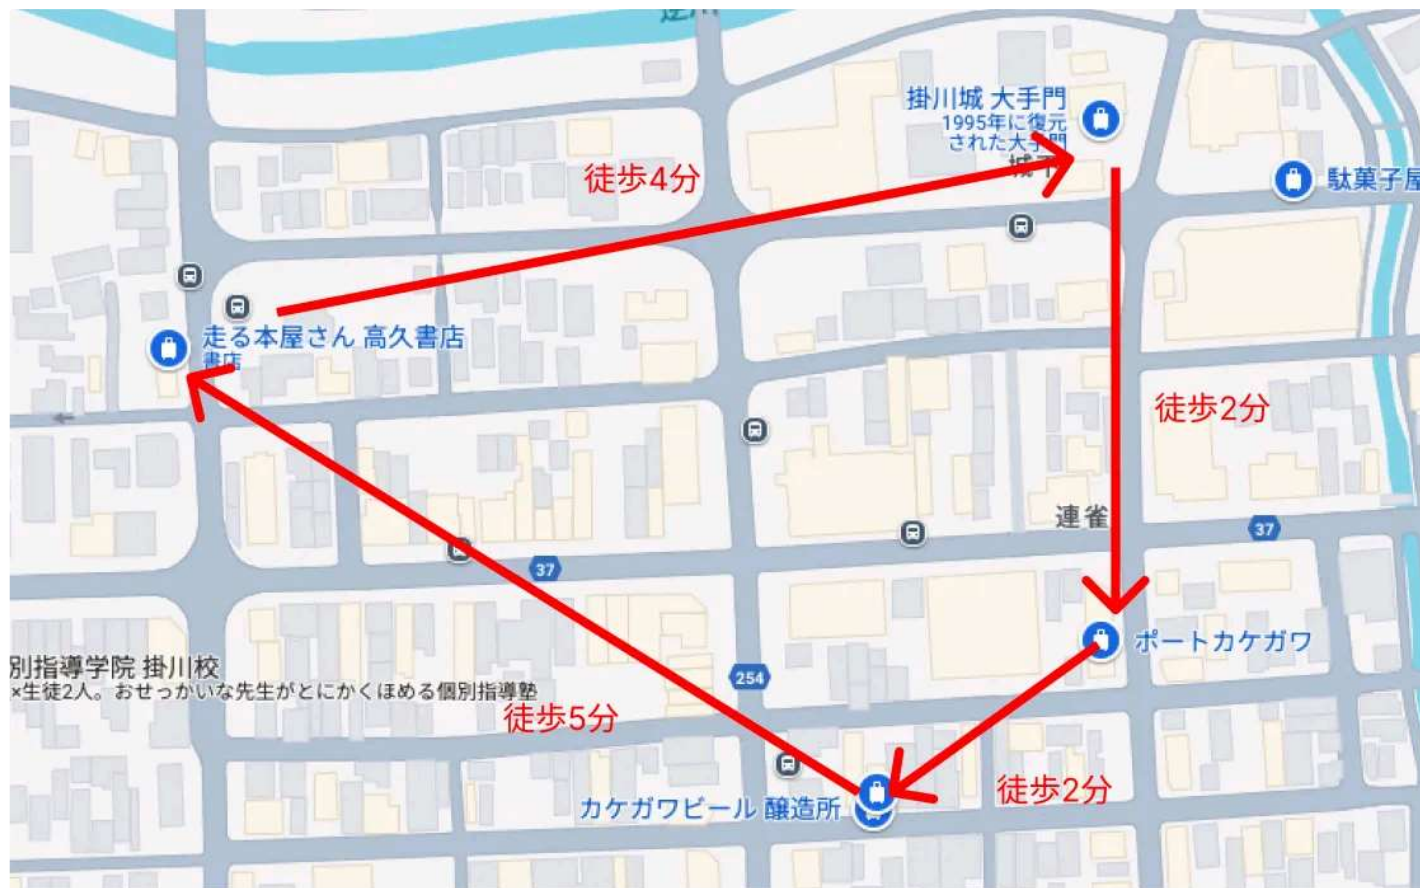 掛川城 大手門
1995年に復元
された大手門
城下
徒歩4分
駄菓子屋
走る本屋さん 高久書店
書店
徒歩2分
連雀
37
37
ポートカケガワ
別指導学院 掛川校
×生徒2人。おせっかいな先生がとにかくほめる個別指導塾
254
徒歩5分
徒歩2分
カケガワビール 醸造所